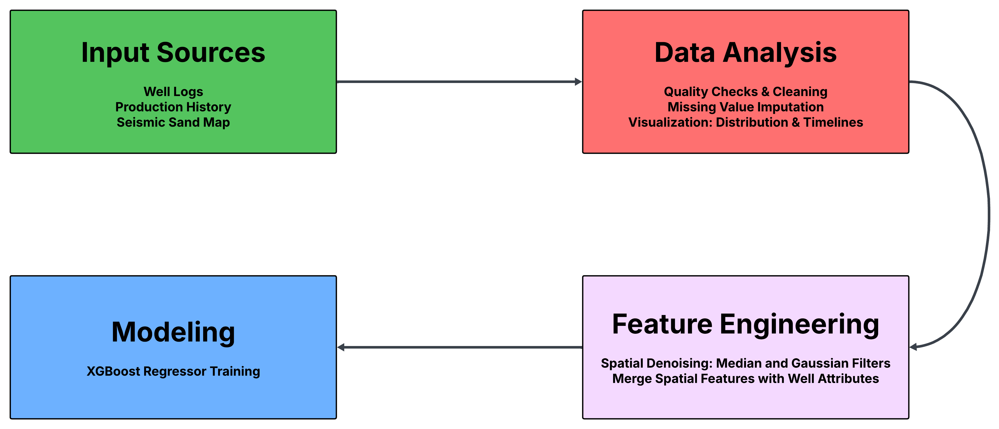 Input Sources
Well Logs
Production History
Seismic Sand Map
Data Analysis
Quality Checks & Cleaning
Missing Value Imputation
Visualization: Distribution & Timelines
Feature Engineering
Spatial Denoising: Median and Gaussian Filters
Merge Spatial Features with Well Attributes
Modeling
XGBoost Regressor Training